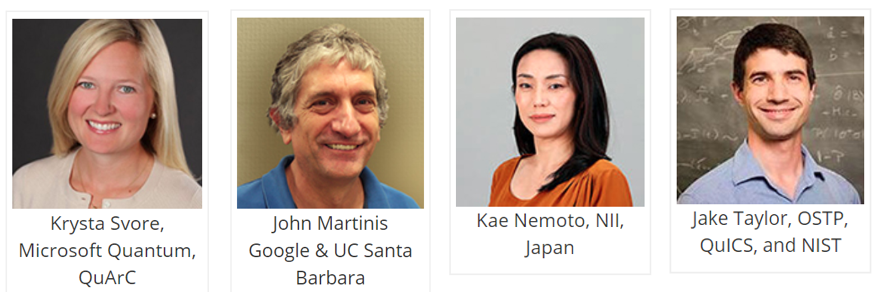 Krysta Svore,
Microsoft Quantum,
QuArC
John Martinis
Google & UC Santa
Barbara
Kae Nemoto, NII,
Japan
Jake Taylor, OSTP,
QuICS, and NIST